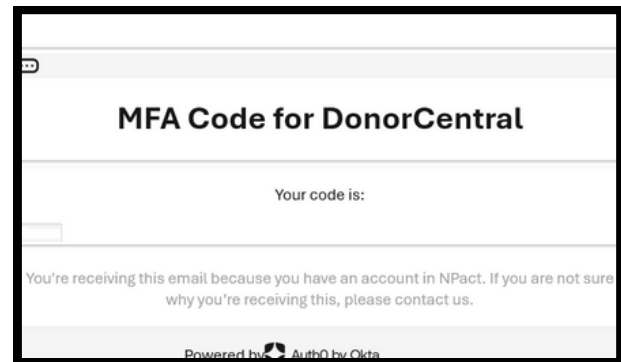 MFA Code for DonorCentral
Your code is:
You're receiving this email because you have an account in NPact. If you are not sure
why you're receiving this, please contact us.
Powered by Auth0 by Okta